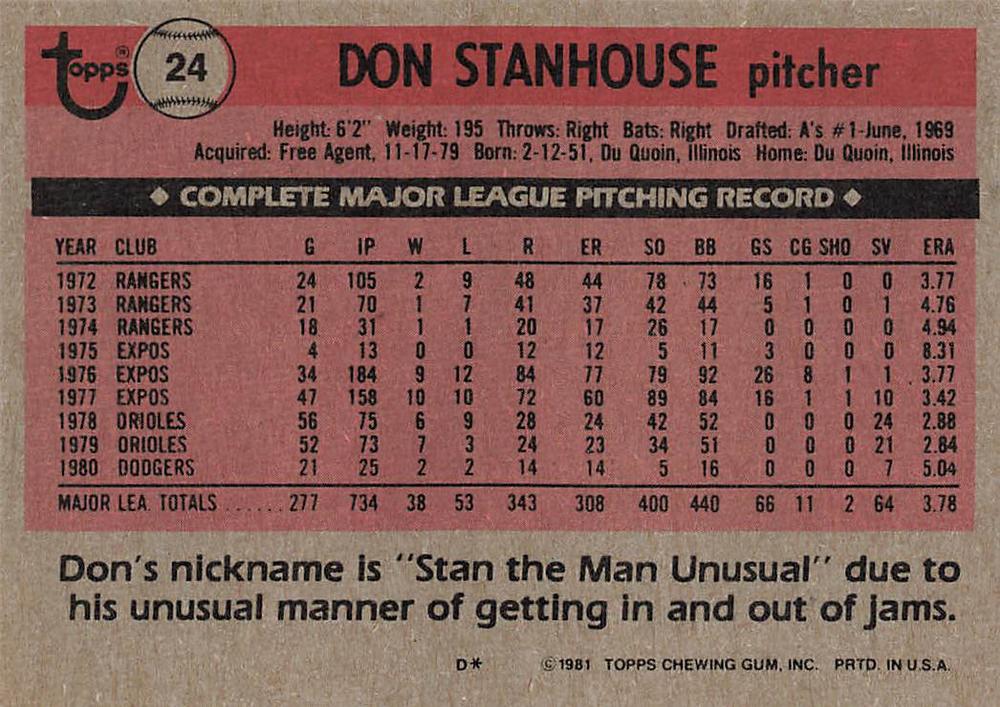 Topps® 24 DON STANHOUSE pitcher
Height: 6'2" Weight: 195 Throws: Right Bats: Right Drafted: A's #1-June, 1969
Acquired: Free Agent, 11-17-79 Born: 2-12-51, Du Quoin, Illinois Home: Du Quoin, Illinois
◆ COMPLETE MAJOR LEAGUE PITCHING RECORD ◆
YEAR CLUB G IP W L R ER SO BB GS CG SHO SV ERA
1972 RANGERS 24 105 2 9 48 44 78 73 16 1 0 0 3.77
1973 RANGERS 21 70 1 7 41 37 42 44 5 1 0 1 4.76
1974 RANGERS 18 31 1 1 20 17 26 17 0 0 0 0 4.94
1975 EXPOS 4 13 0 0 12 12 5 11 3 0 0 0 8.31
1976 EXPOS 34 184 9 12 84 77 79 92 26 8 1 1 3.77
1977 EXPOS 47 158 10 10 72 60 89 84 16 1 1 10 3.42
1978 ORIOLES 56 75 6 9 28 24 42 52 0 0 0 24 2.88
1979 ORIOLES 52 73 7 3 24 23 34 51 0 0 0 21 2.84
1980 DODGERS 21 25 2 2 14 14 5 16 0 0 0 7 5.04
MAJOR LEA. TOTALS ...... 277 734 38 53 343 308 400 440 66 11 2 64 3.78
Don's nickname is "Stan the Man Unusual" due to
his unusual manner of getting in and out of jams.
D* ©1981 TOPPS CHEWING GUM, INC. PRTD. IN U.S.A.